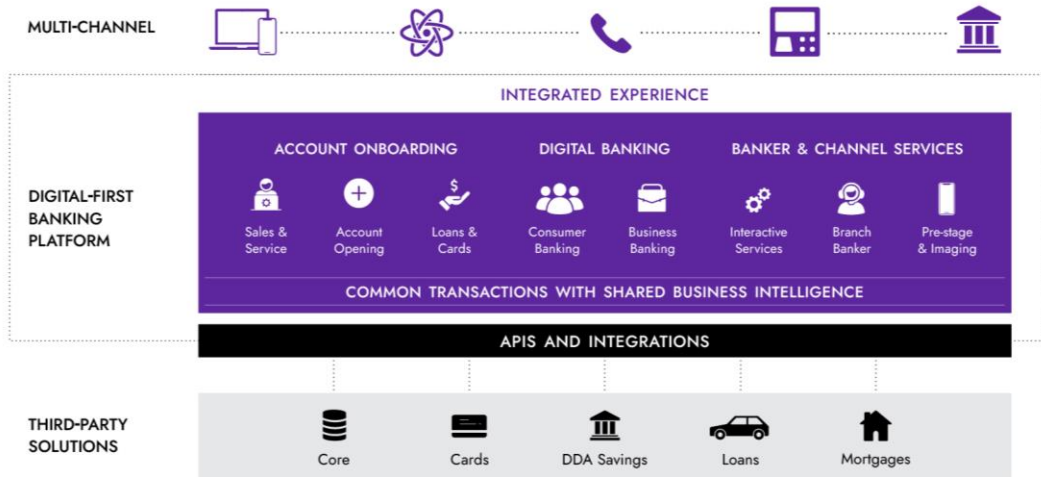 MULTI-CHANNEL
INTEGRATED EXPERIENCE
DIGITAL-FIRST
BANKING
PLATFORM
ACCOUNT ONBOARDING
Sales &
Service
Account
Opening
$
Loans &
Cards
DIGITAL BANKING
Consumer
Banking
Business
Banking
BANKER & CHANNEL SERVICES
Interactive
Services
Branch
Banker
Pre-stage
& Imaging
COMMON TRANSACTIONS WITH SHARED BUSINESS INTELLIGENCE
APIS AND INTEGRATIONS
THIRD-PARTY
SOLUTIONS
Core
Cards
DDA Savings
Loans
Mortgages